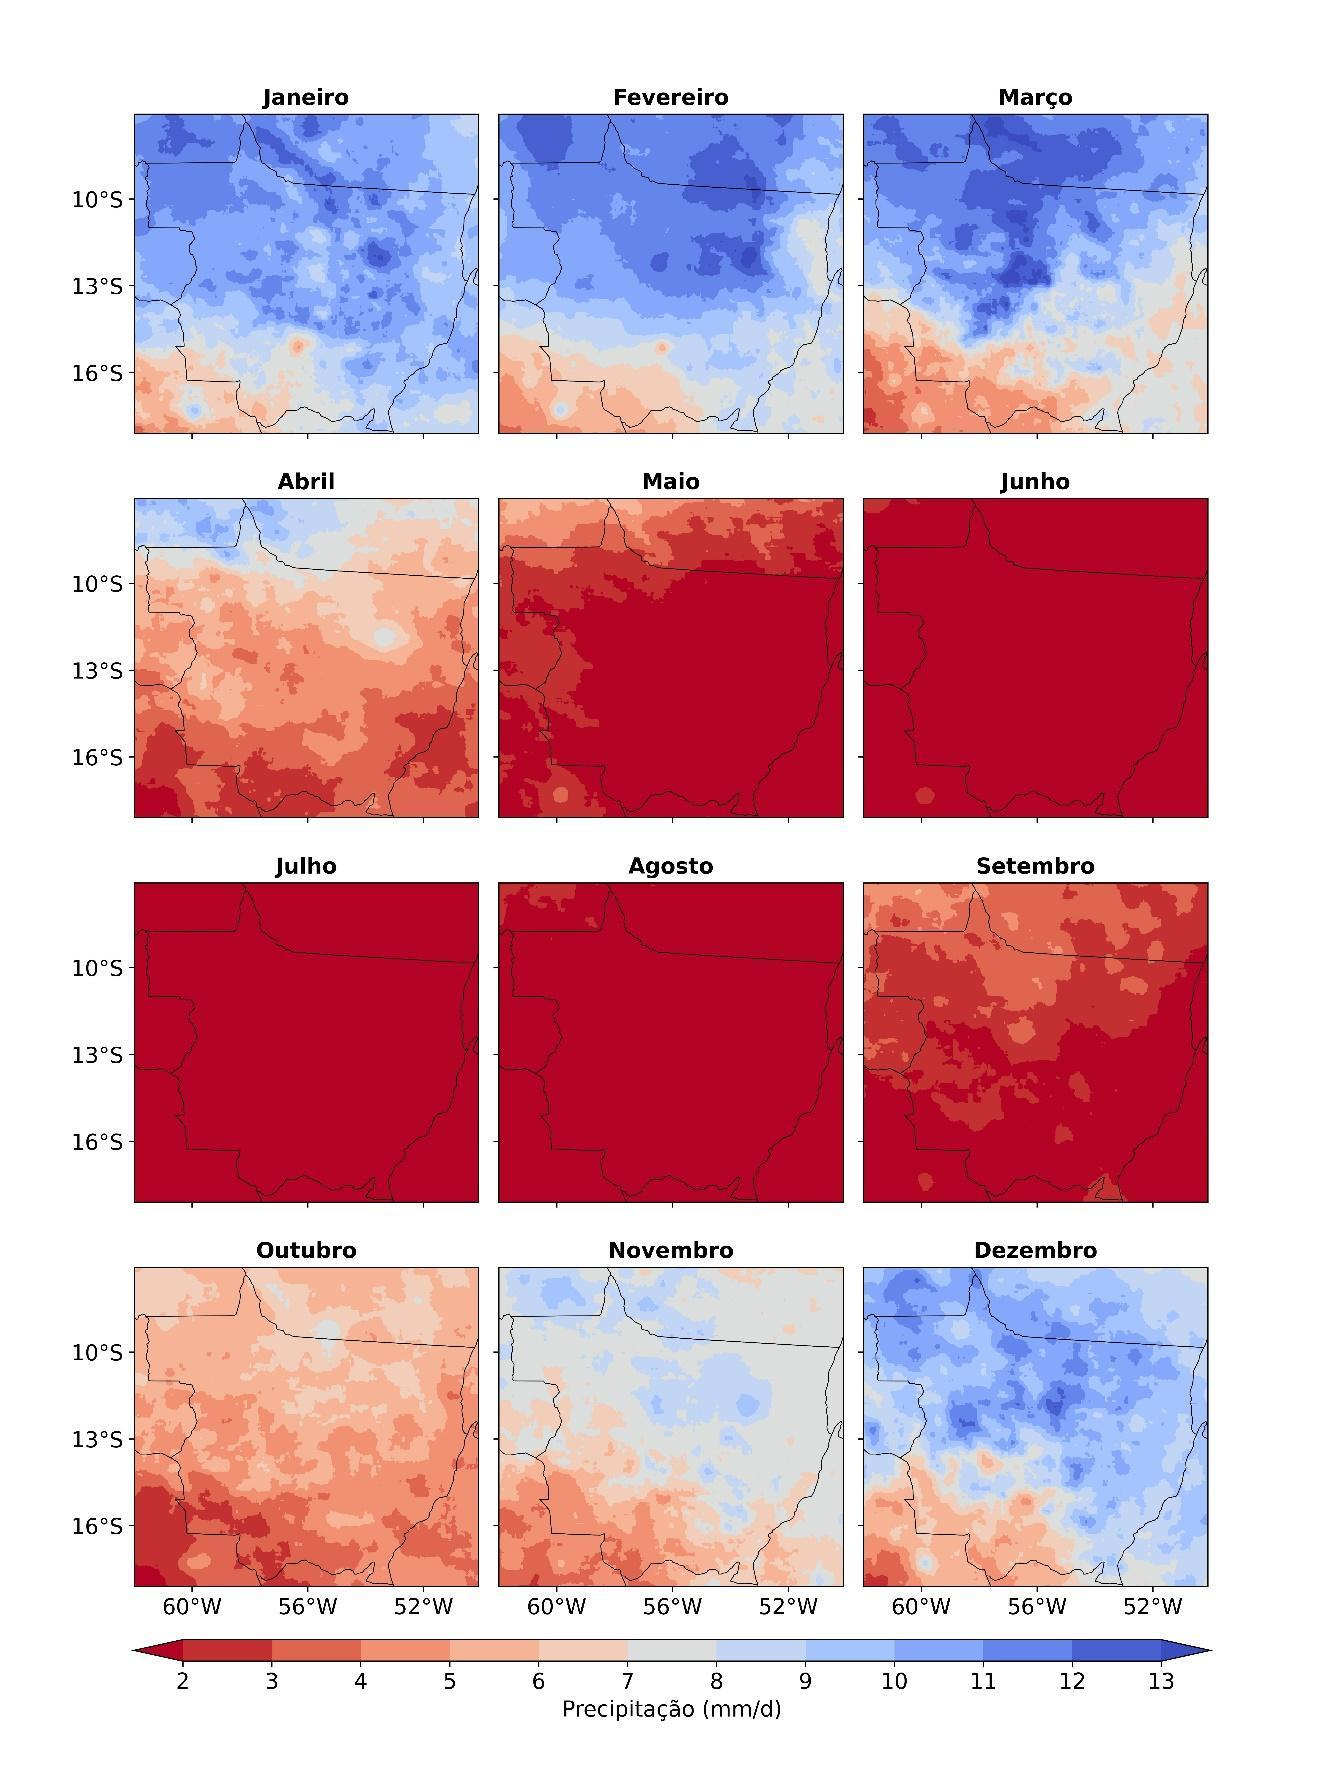 Janeiro Fevereiro Março
10°S
13°S
16°S
Abril Maio Junho
10°S
13°S
16°S
Julho Agosto Setembro
10°S
13°S
16°S
Outubro Novembro Dezembro
10°S
13°S
16°S
60°W 56°W 52°W 60°W 56°W 52°W 60°W 56°W 52°W
2 3 4 5 6 7 8 9 10 11 12 13
Precipitação (mm/d)